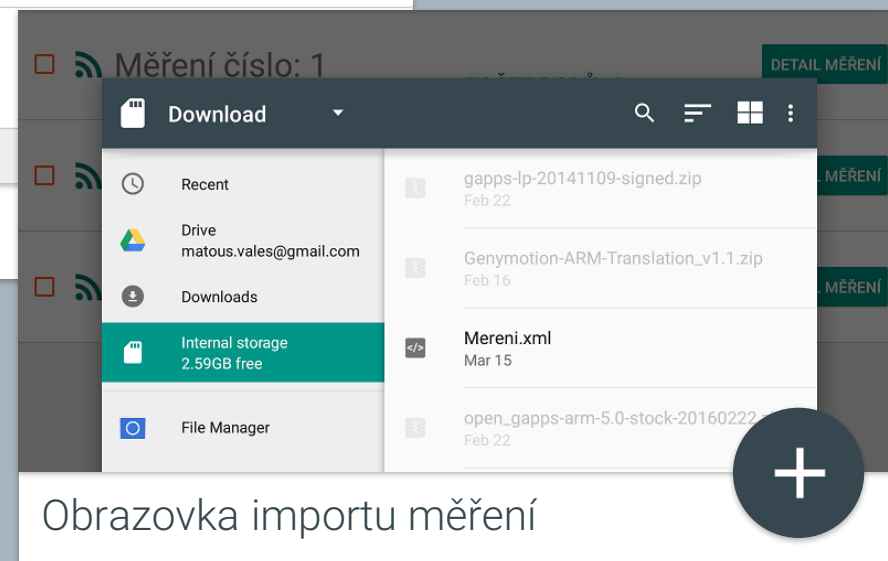 Měření číslo: 1
DETAIL MĚŘENÍ
Download
Recent
gapps-lp-20141109-signed.zip
Feb 22
Drive
matous.vales@gmail.com
MĚŘENÍ
Genymotion-ARM-Translation_v1.1.zip
Feb 16
Downloads
MĚŘENÍ
Internal storage
2.59GB free
Mereni.xml
Mar 15
File Manager
open_gapps-arm-5.0-stock-20160222.z
Feb 22
Obrazovka importu měření